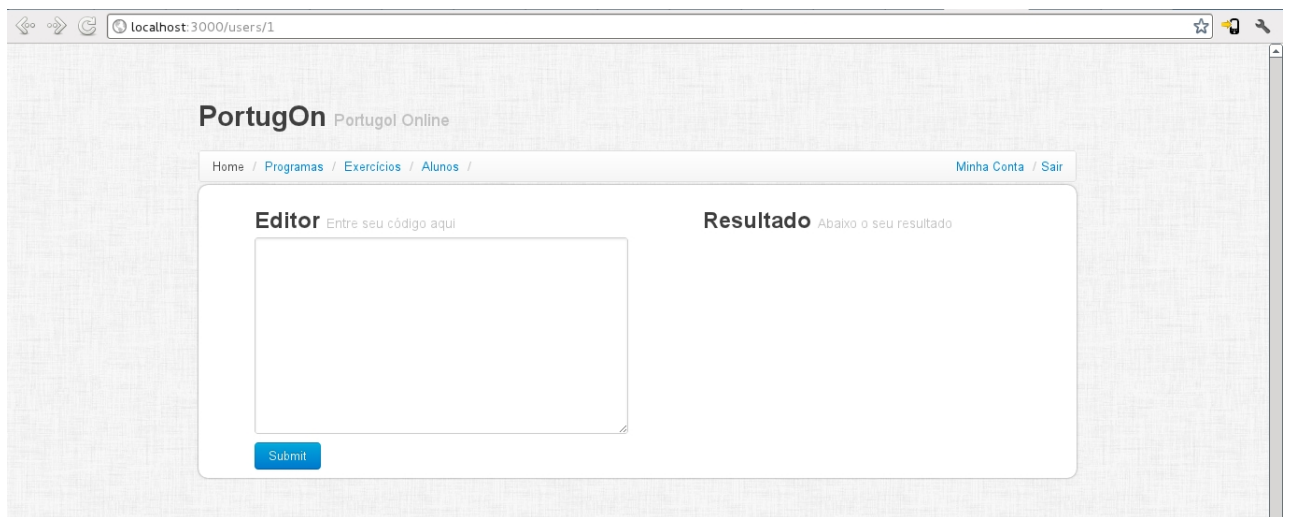 localhost:3000/users/1
PortugOn Portugol Online
Home / Programas / Exercícios / Alunos / Minha Conta / Sair
Editor Entre seu código aqui
Resultado Abaixo o seu resultado
Submit